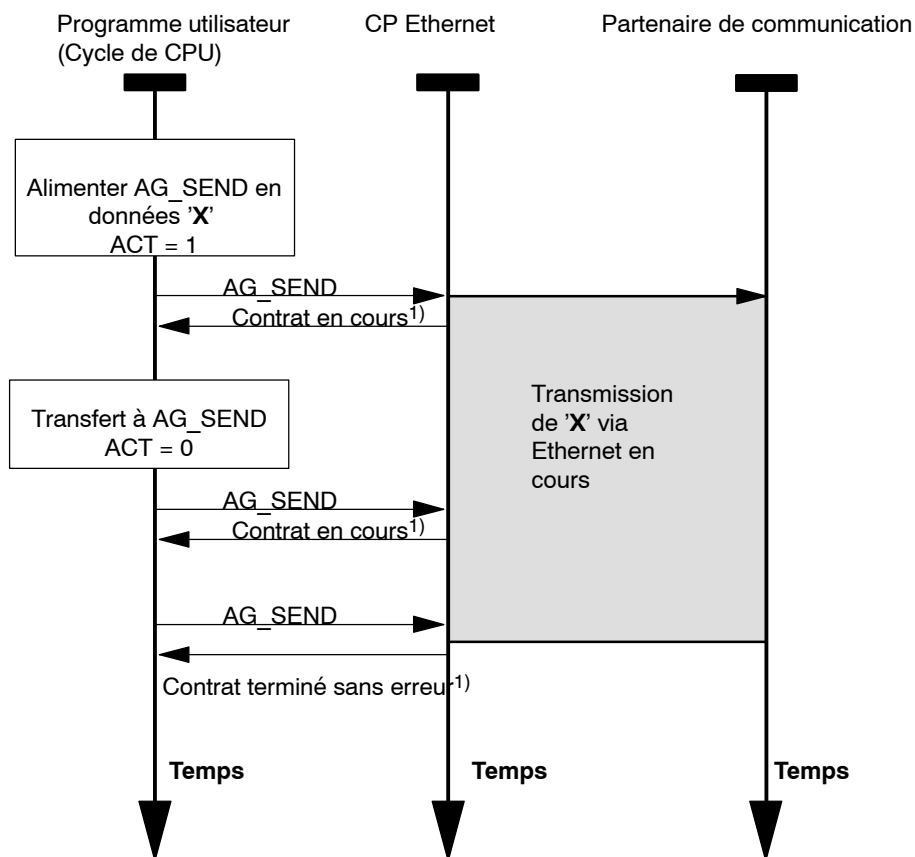 Programme utilisateur
(Cycle de CPU)
CP Ethernet
Partenaire de communication
Alimenter AG_SEND en
données ’X’
ACT = 1
AG_SEND
Contrat en cours1)
Transfert à AG_SEND
ACT = 0
Transmission
de ’X’ via
Ethernet en
cours
AG_SEND
Contrat en cours1)
AG_SEND
Contrat terminé sans erreur1)
Temps
Temps
Temps